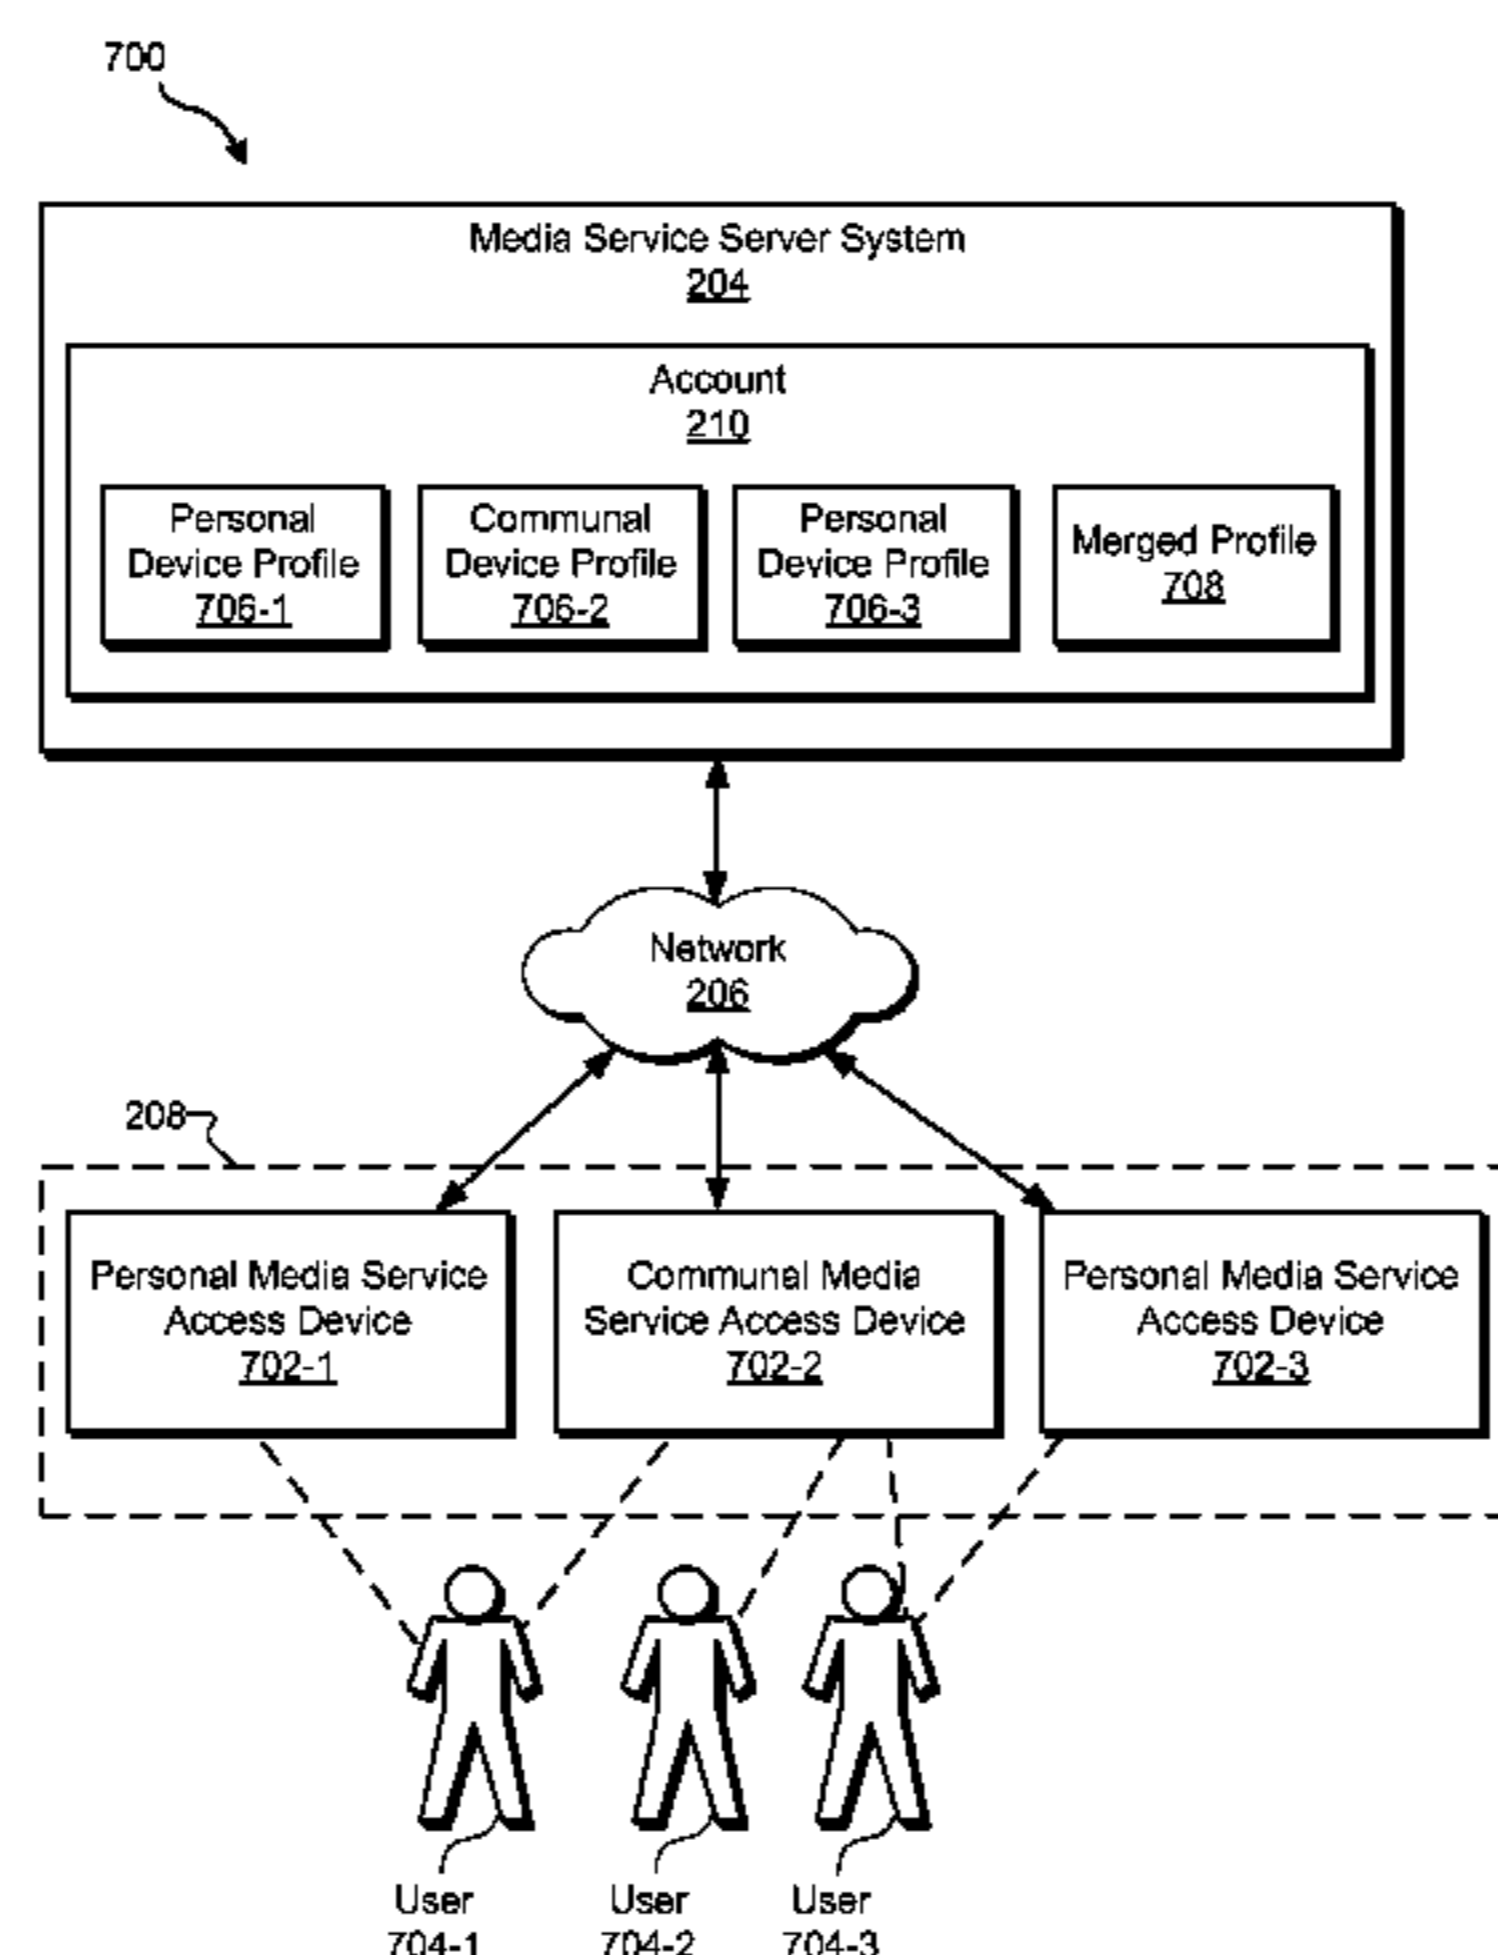 700
Media Service Server System
204
Account
210
Personal
Device Profile
706-1
Communal
Device Profile
706-2
Personal
Device Profile
706-3
Merged Profile
708
Network
206
208
Personal Media Service
Access Device
702-1
Communal Media
Service Access Device
702-2
Personal Media Service
Access Device
702-3
User
704-1
User
704-2
User
704-3